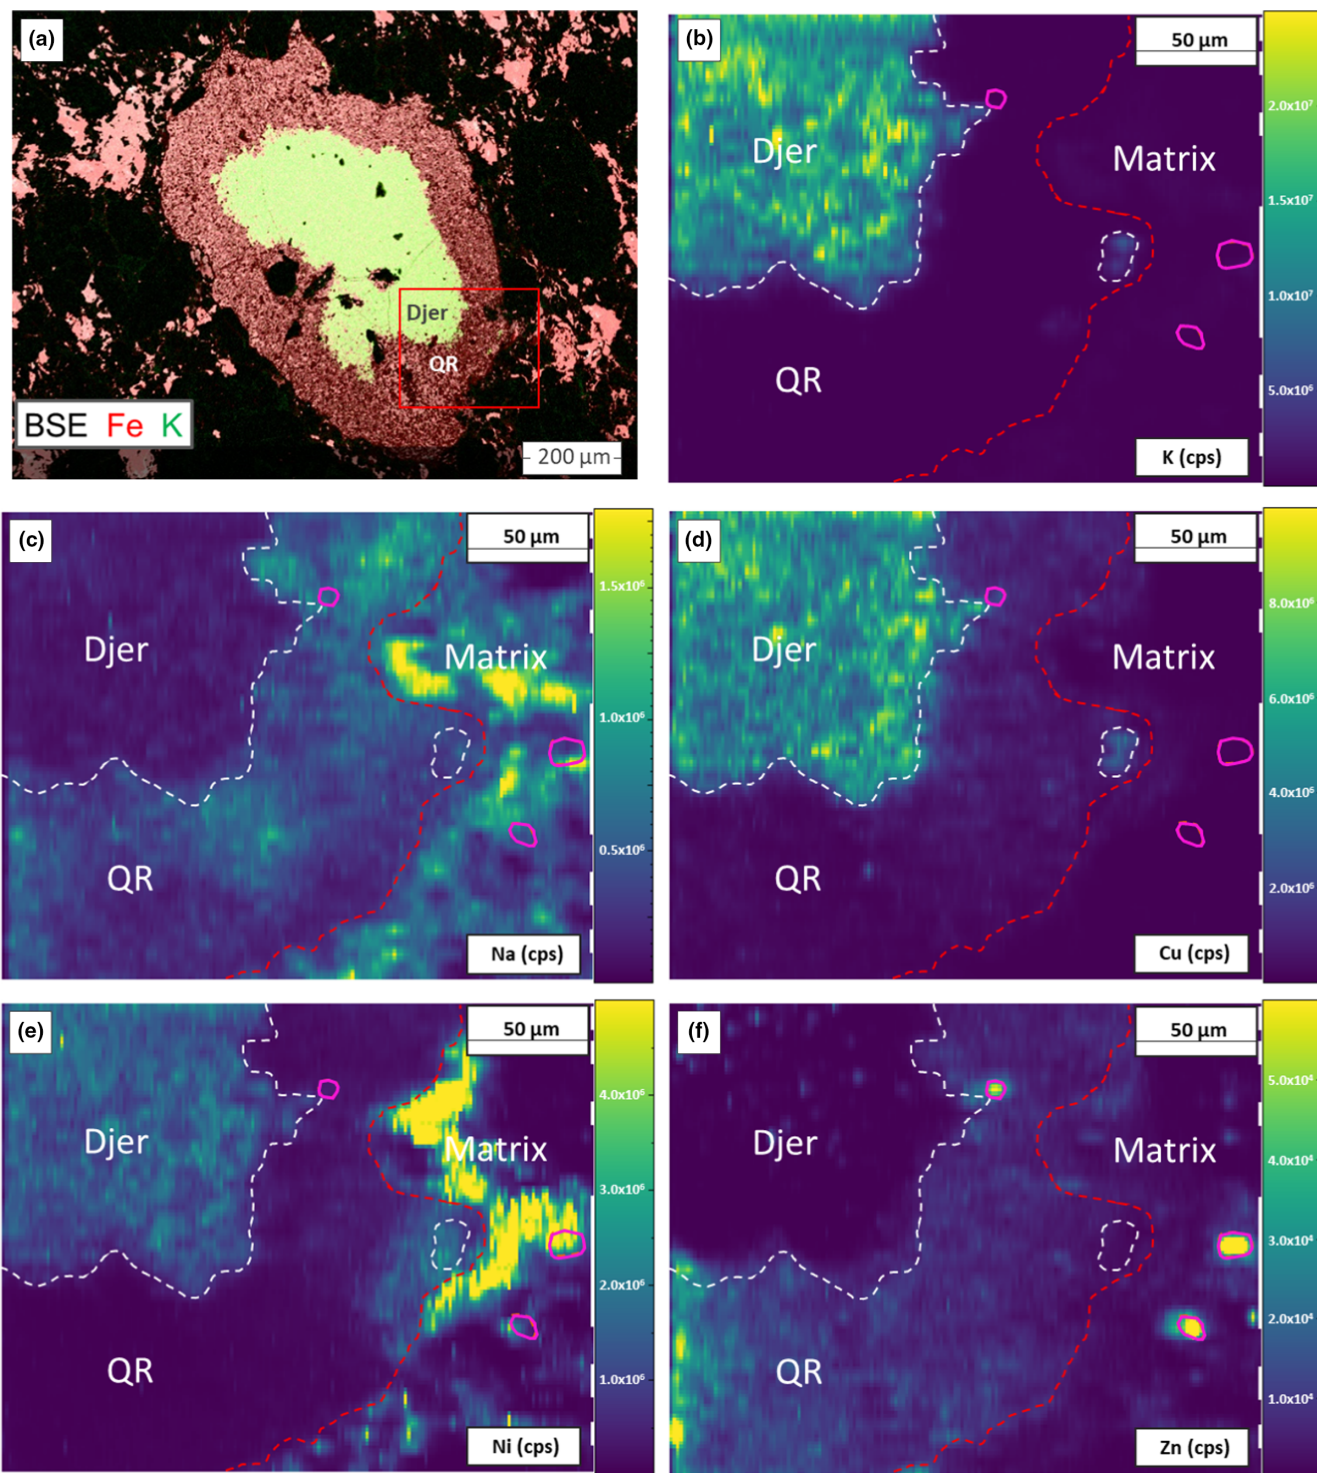 (a)
Djer
QR
BSE Fe K
200 µm
(b)
50 µm
Djer
Matrix
QR
K (cps)
2.0x10⁷
1.5x10⁷
1.0x10⁷
5.0x10⁶
(c)
50 µm
Djer
Matrix
QR
Na (cps)
1.5x10⁶
1.0x10⁶
0.5x10⁶
(d)
50 µm
Djer
Matrix
QR
Cu (cps)
8.0x10⁶
6.0x10⁶
4.0x10⁶
2.0x10⁶
(e)
50 µm
Djer
Matrix
QR
Ni (cps)
4.0x10⁶
3.0x10⁶
2.0x10⁶
1.0x10⁶
(f)
50 µm
Djer
Matrix
QR
Zn (cps)
5.0x10⁴
4.0x10⁴
3.0x10⁴
2.0x10⁴
1.0x10⁴